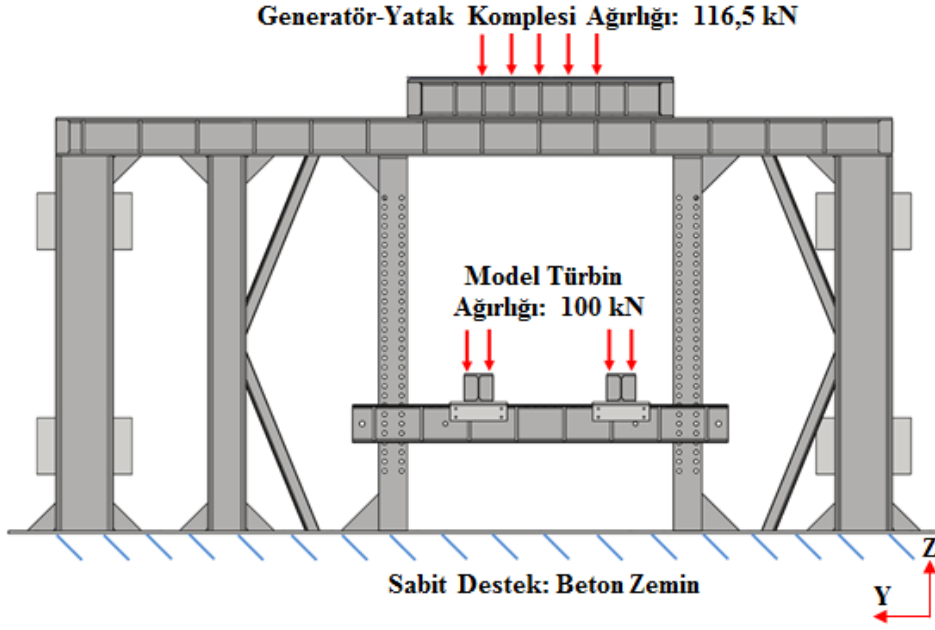 Generatör-Yatak Komplesi Ağırlığı: 116,5 kN
Model Türbin
Ağırlığı: 100 kN
Sabit Destek: Beton Zemin
Z
Y